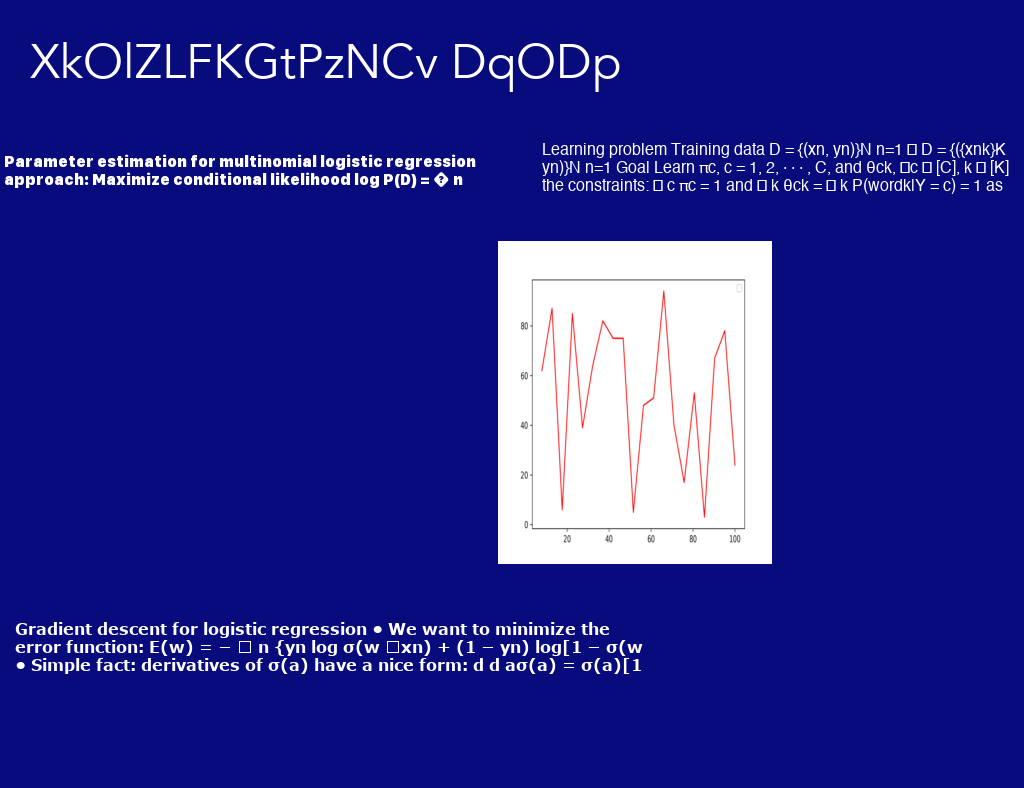 XkOlZLFKGtPzNCv DqODp
Parameter estimation for multinomial logistic regression
approach: Maximize conditional likelihood log P(D) = � n
Learning problem Training data D = {(xn, yn)}N n=1 □ D = {({xnk}K
yn)}N n=1 Goal Learn πc, c = 1, 2, · · · , C, and θck, □c □ [C], k □ [K]
the constraints: □ c πc = 1 and □ k θck = □ k P(wordk|Y = c) = 1 as
80
60
40
20
0
20 40 60 80 100
Gradient descent for logistic regression ● We want to minimize the
error function: E(w) = − □ n {yn log σ(w □xn) + (1 − yn) log[1 − σ(w
● Simple fact: derivatives of σ(a) have a nice form: d d aσ(a) = σ(a)[1